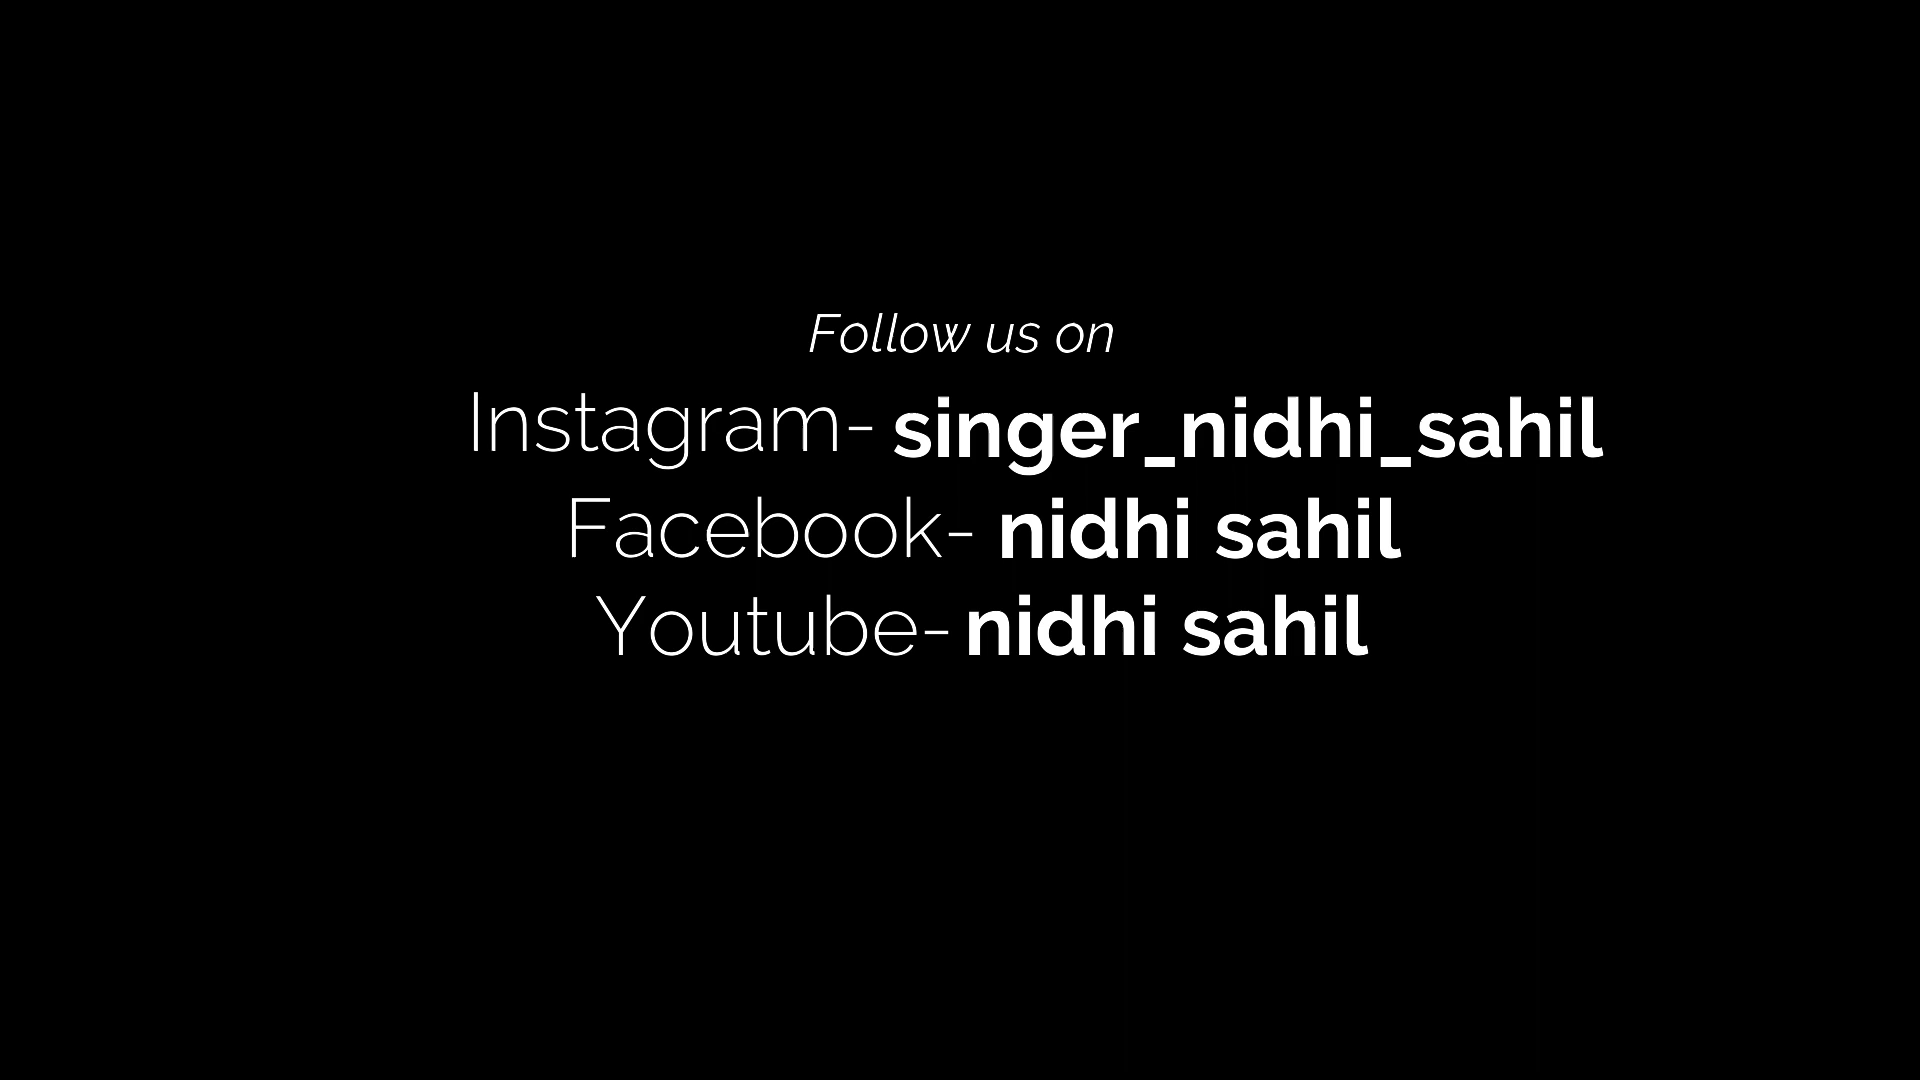 Follow us on
Instagram- singer_nidhi_sahil
Facebook- nidhi sahil
Youtube- nidhi sahil